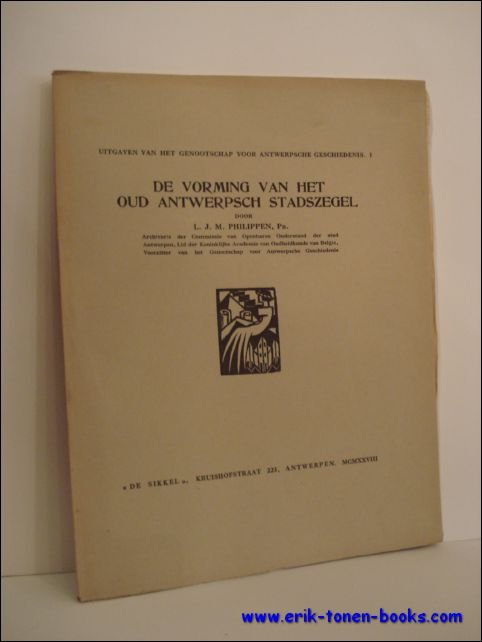 UITGAVEN VAN HET GENOOTSCHAP VOOR ANTWERPSCHE GESCHIEDENIS. 1
DE VORMING VAN HET
OUD ANTWERPSCH STADSZEGEL
DOOR
L. J. M. PHILIPPEN, Pr.
Archivaris der Commissie van Openbaren Onderstand der stad
Antwerpen, Lid der Koninklijke Academie van Oudheidkunde van België,
Voorzitter van het Genootschap voor Antwerpsche Geschiedenis
« DE SIKKEL », KRUISHOFSTRAAT 223, ANTWERPEN. MCMXXVIII
www.erik-tonen-books.com